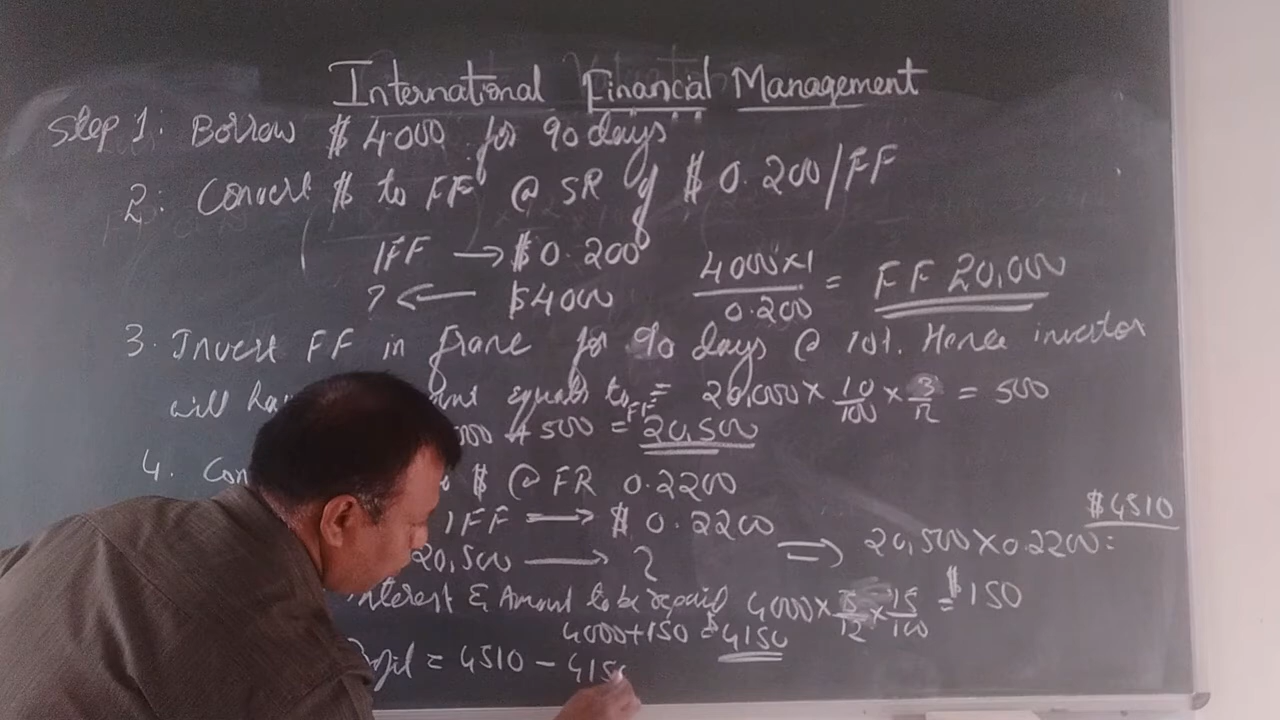 International Financial Management
Step 1: Borrow $ 4000 for 90 days
2: Convert $ to FF @ SR of $ 0.200/FF
1FF → $ 0.200
? ← $4000
4000×1 / 0.200 = FF 20,000
3. Invest FF in France for 90 days @ 10%. Hence investor
will equals to = 20,000 × 10/100 × 3/12 = 500
+ 500 = FF 20,500
4. $ @ FR 0.2200
1FF → $ 0.2200
20,500 → ? ⇒ 20,500×0.2200 = $4510
Interest & Amount to be repaid 4000 × 3/12 × 15/100 = $150
4000+150 = $4150
= 4510 - 415